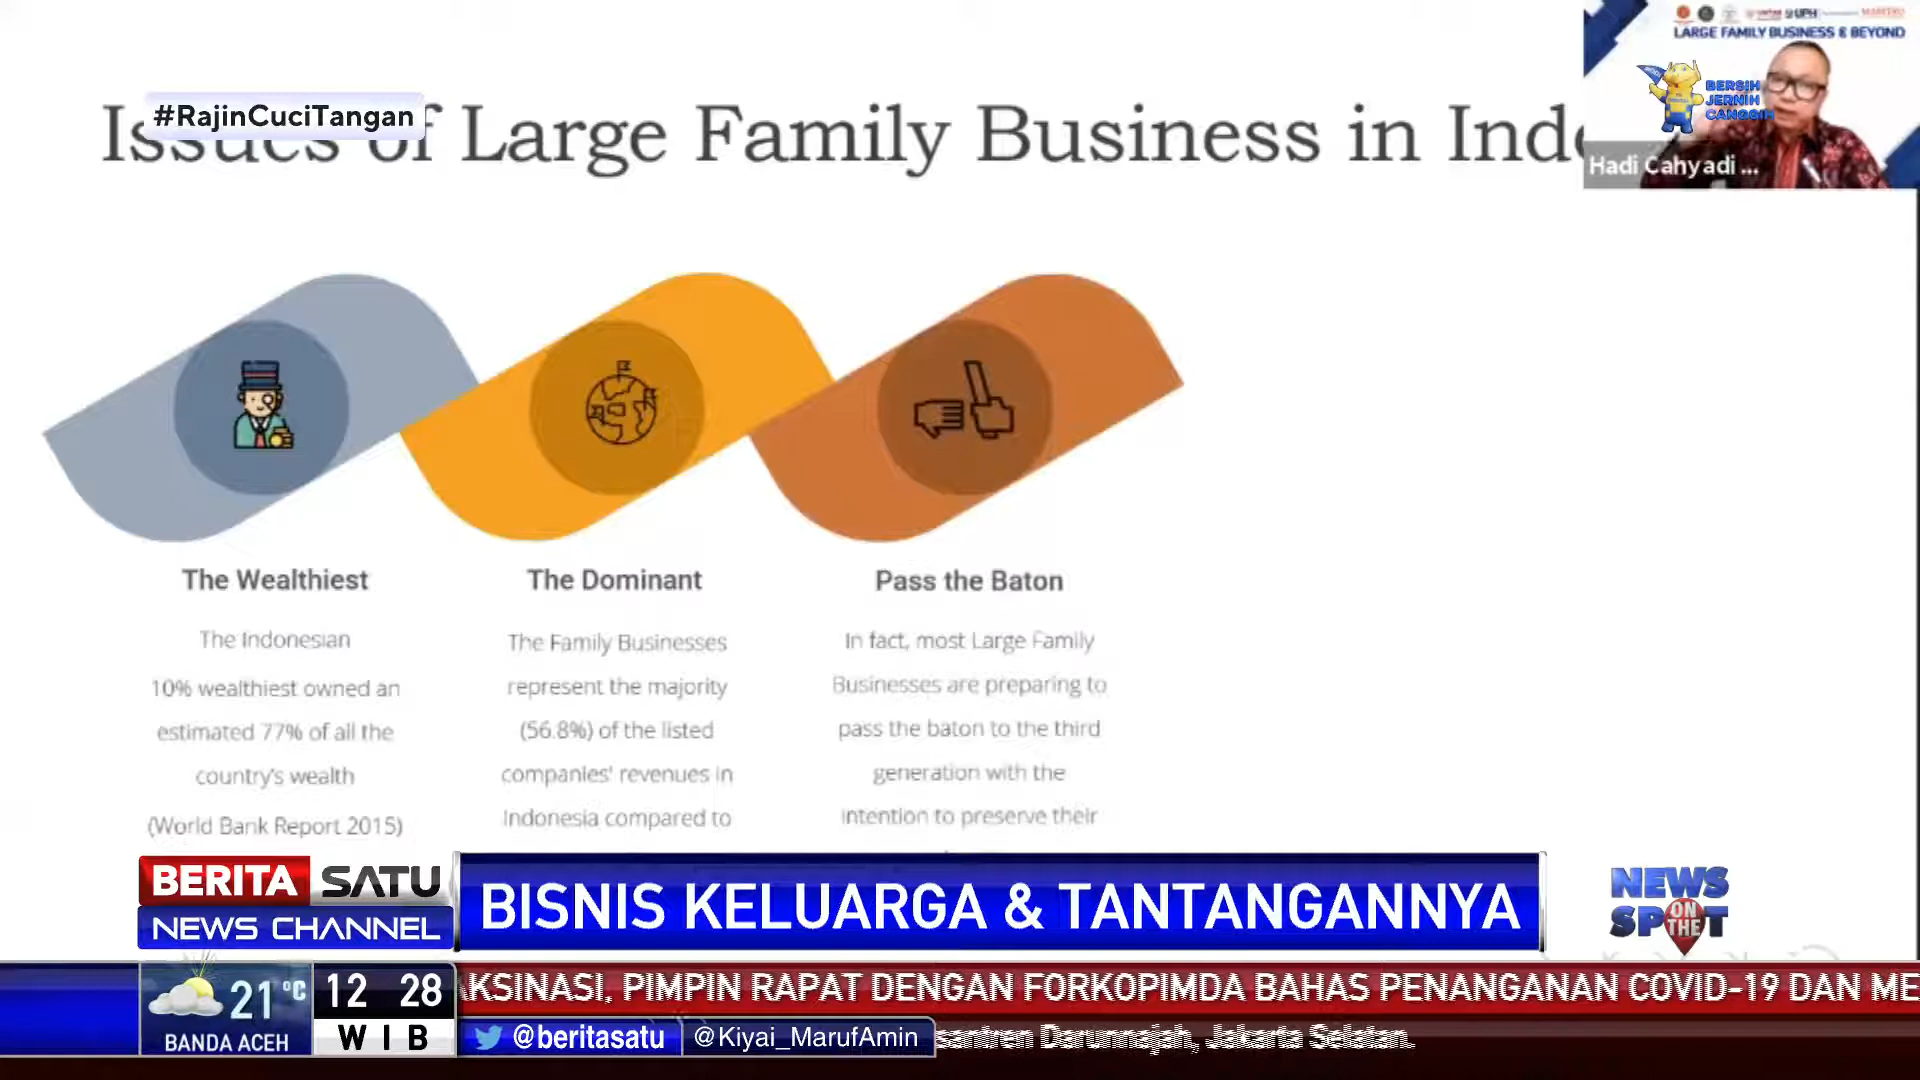 LARGE FAMILY BUSINESS & BEYOND
BERSIH
JERNIH
CANGGIH
Hadi Cahyadi ...
#RajinCuciTangan
Issues of Large Family Business in Indo
The Wealthiest
The Indonesian
10% wealthiest owned an
estimated 77% of all the
country's wealth
(World Bank Report 2015)
The Dominant
The Family Businesses
represent the majority
(56.8%) of the listed
companies' revenues in
Indonesia compared to
Pass the Baton
In fact, most Large Family
Businesses are preparing to
pass the baton to the third
generation with the
intention to preserve their
BERITA SATU
NEWS CHANNEL
BISNIS KELUARGA & TANTANGANNYA
NEWS
ON THE
SPOT
21°C
BANDA ACEH
12 28
WIB
AKSINASI, PIMPIN RAPAT DENGAN FORKOPIMDA BAHAS PENANGANAN COVID-19 DAN ME
@beritasatu
@Kiyai_MarufAmin
santren Darunnajah, Jakarta Selatan.